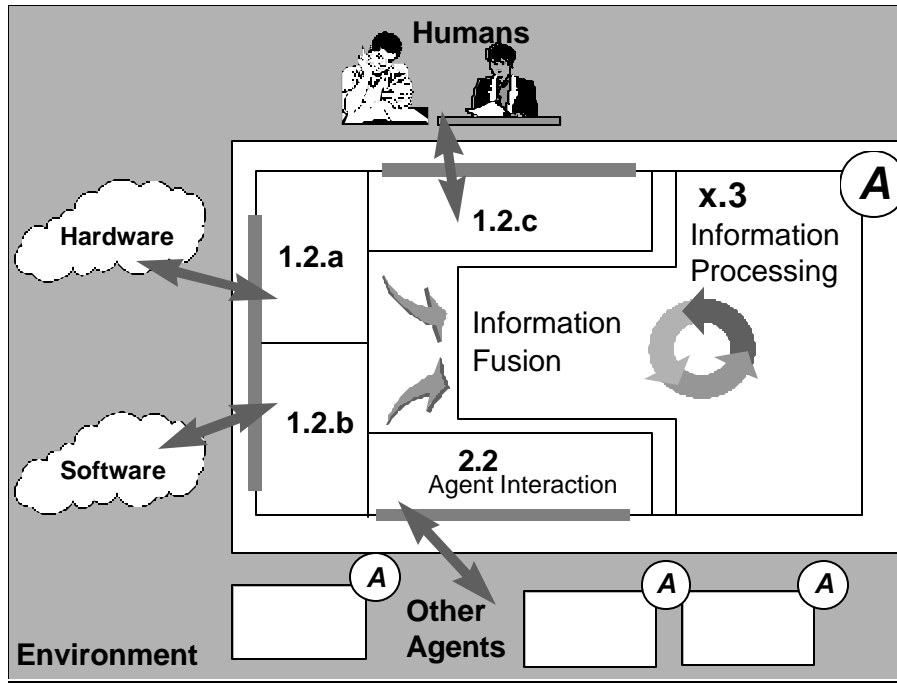 Humans
A
x.3
Information
Processing
Hardware
1.2.a
1.2.c
Information
Fusion
Software
1.2.b
2.2
Agent Interaction
A
A
A
Other
Agents
Environment